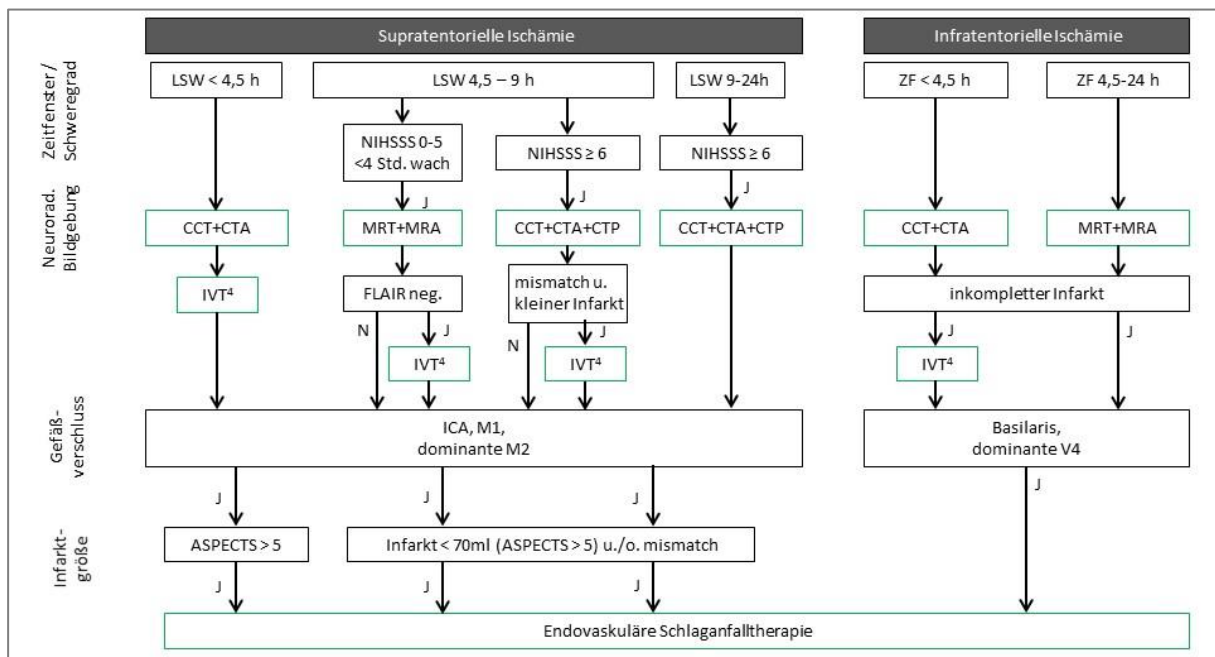 Supratentorielle Ischämie
Infratentorielle Ischämie
Zeitfenster/
Schweregrad
LSW < 4,5 h
LSW 4,5 – 9 h
LSW 9-24h
ZF < 4,5 h
ZF 4,5-24 h
NIHSSS 0-5
<4 Std. wach
NIHSS ≥ 6
NIHSS ≥ 6
J
J
J
Neurorad.
Bildgebung
CCT+CTA
MRT+MRA
CCT+CTA+CTP
CCT+CTA+CTP
CCT+CTA
MRT+MRA
IVT⁴
FLAIR neg.
mismatch u.
kleiner Infarkt
inkompletter Infarkt
N
J
N
J
J
J
IVT⁴
IVT⁴
IVT⁴
Gefäß-
verschluss
ICA, M1,
dominante M2
Basilaris,
dominante V4
J
J
J
J
Infarkt-
größe
ASPECTS > 5
Infarkt < 70ml (ASPECTS > 5) u./o. mismatch
J
J
J
Endovaskuläre Schlaganfalltherapie